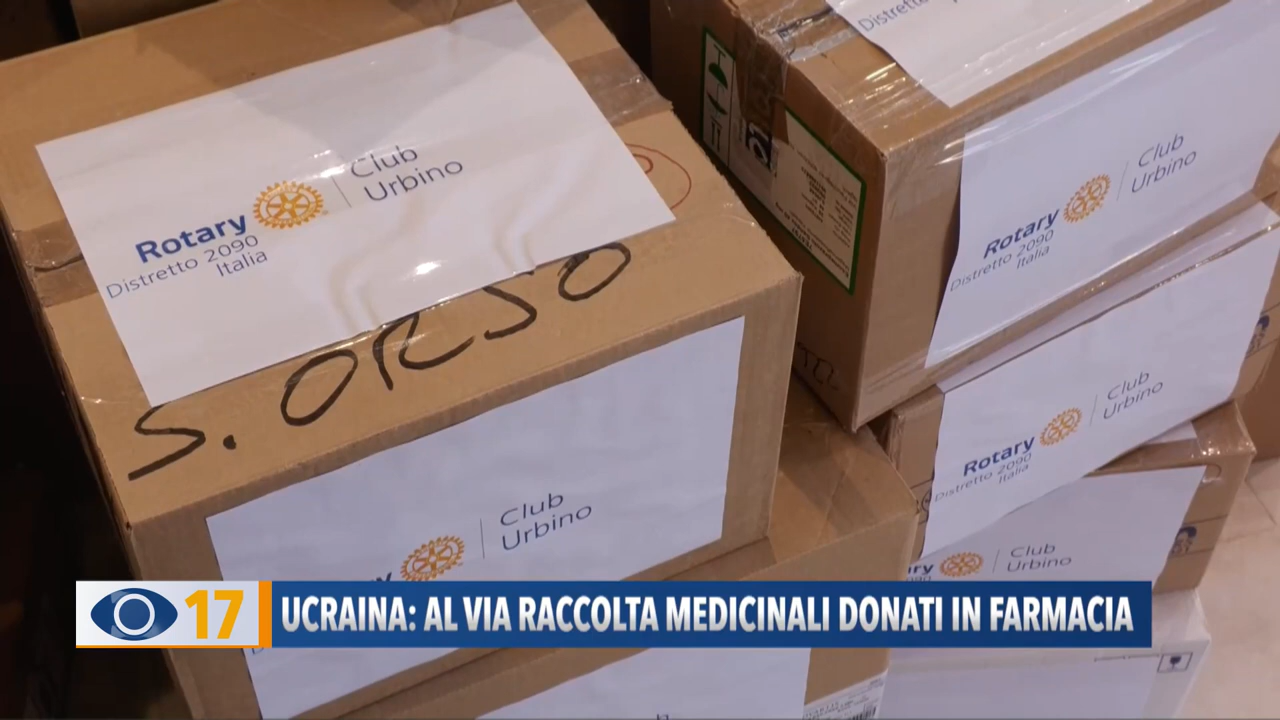 Distretto
Club
Urbino
Rotary
Distretto 2090
Italia
Club
Urbino
Rotary
Distretto 2090
Italia
S. ORSO
Club
Urbino
Rotary
Distretto 2090
Italia
Club
Urbino
Club
Urbino
17
UCRAINA: AL VIA RACCOLTA MEDICINALI DONATI IN FARMACIA